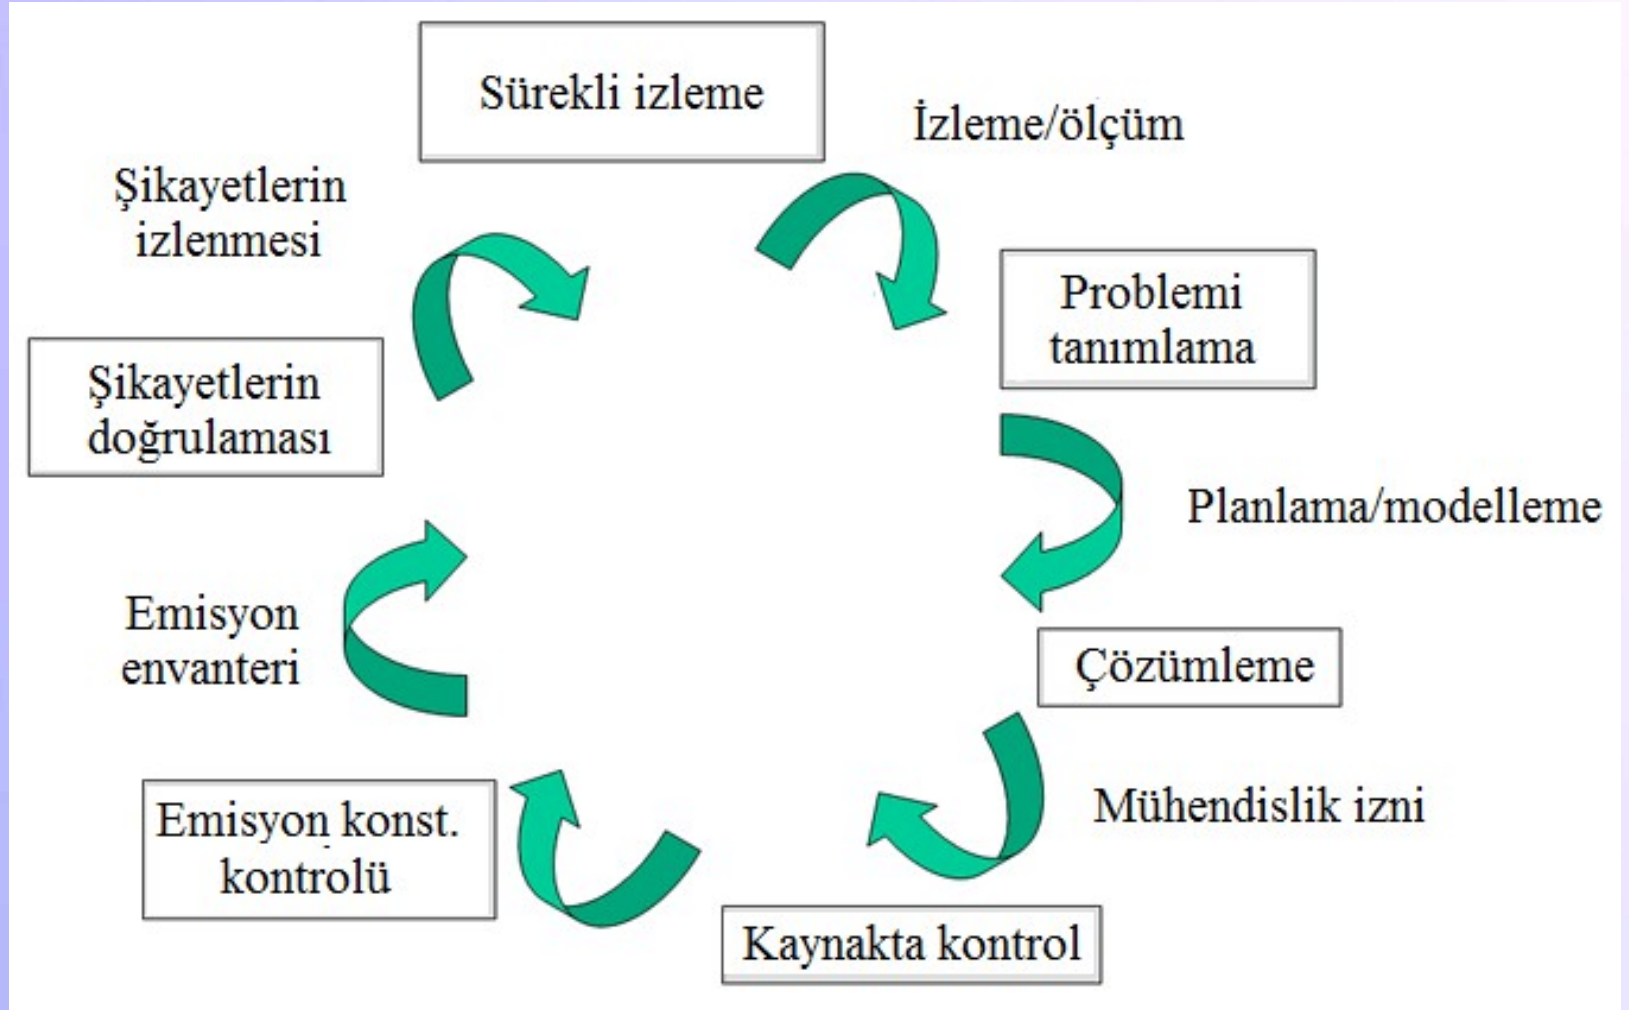 Sürekli izleme
İzleme/ölçüm
Problemi
tanımlama
Planlama/modelleme
Çözümleme
Mühendislik izni
Kaynakta kontrol
Emisyon konst.
kontrolü
Emisyon
envanteri
Şikayetlerin
doğrulaması
Şikayetlerin
izlenmesi